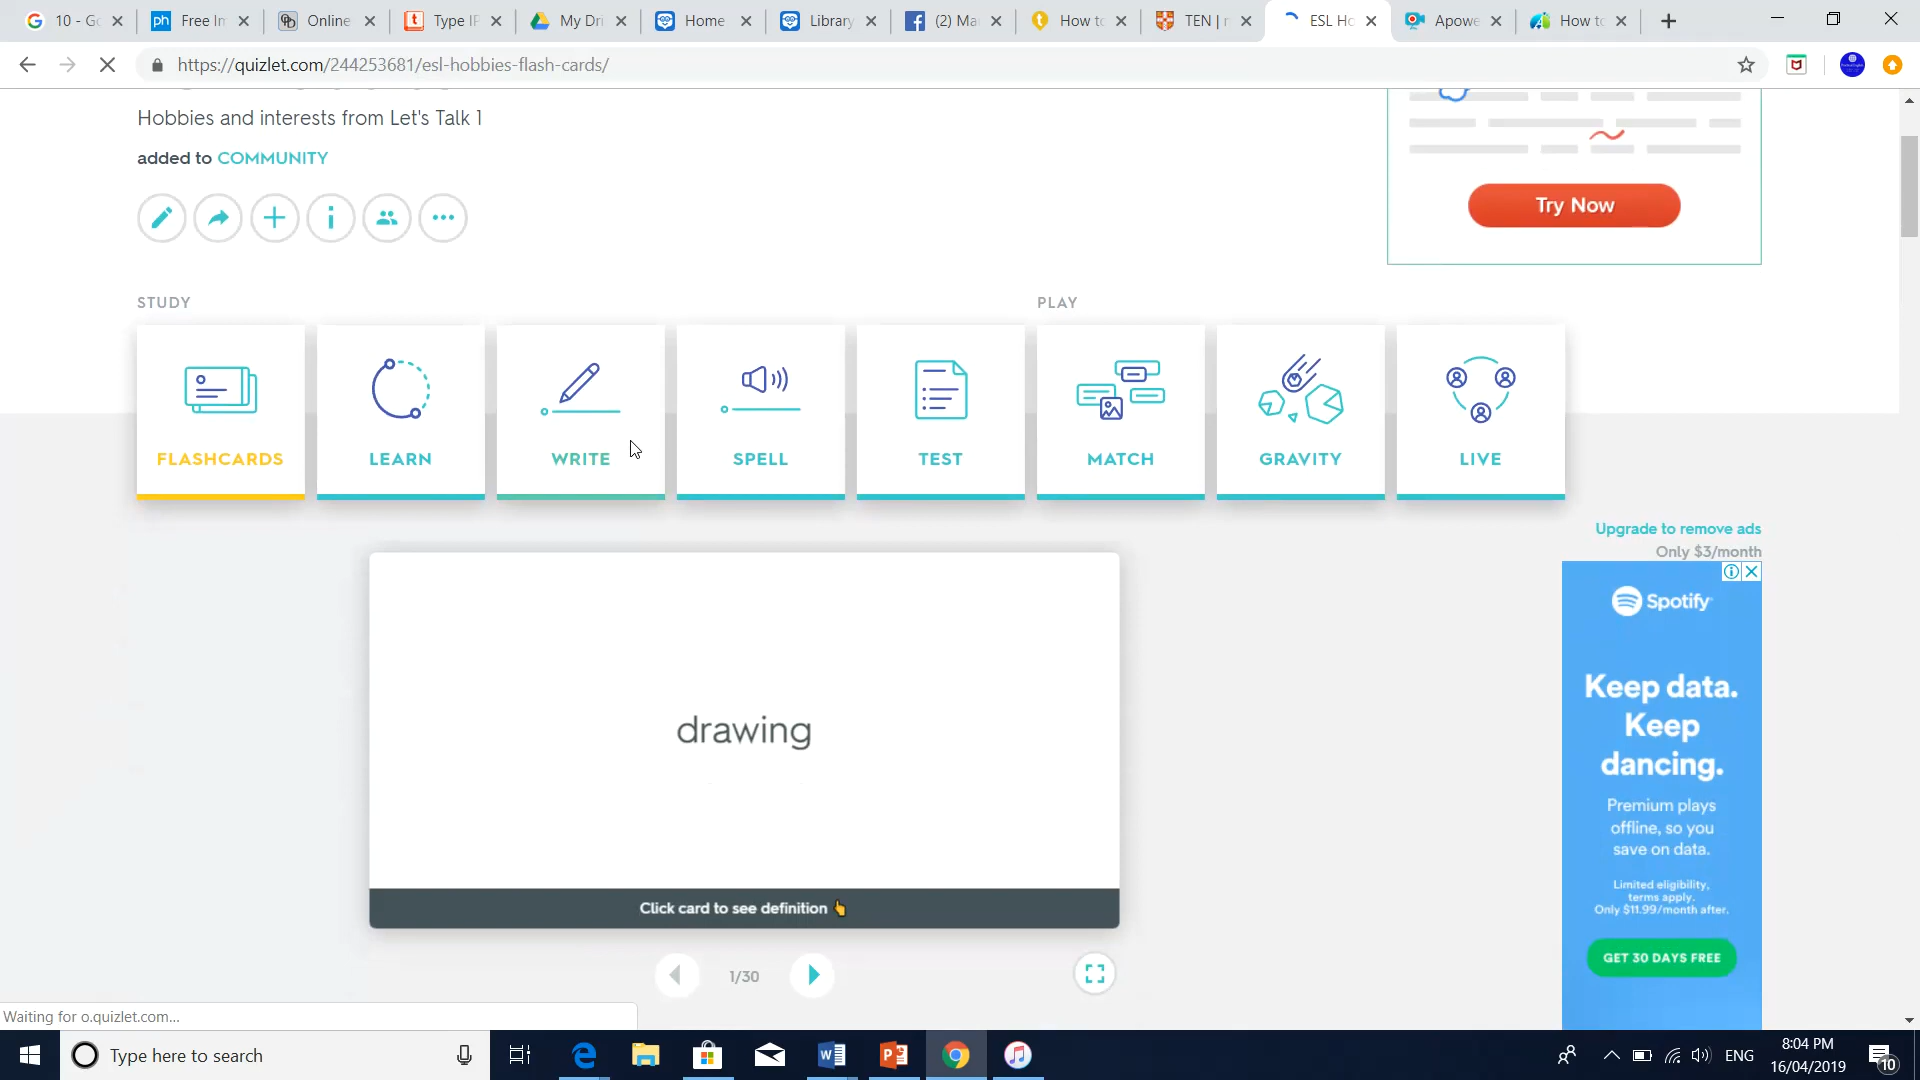 10 - Go
Free Im
Online
Type IP
My Dri
Home
Library
(2) Ma
How to
TEN | m
ESL Ho
Apowe
How to
https://quizlet.com/244253681/esl-hobbies-flash-cards/
Hobbies and interests from Let's Talk 1
added to COMMUNITY
Try Now
STUDY
PLAY
FLASHCARDS
LEARN
WRITE
SPELL
TEST
MATCH
GRAVITY
LIVE
Upgrade to remove ads
Only $3/month
Spotify
Keep data.
Keep
dancing.
Premium plays
offline, so you
save on data.
Limited eligibility,
terms apply.
Only $11.99/month after.
GET 30 DAYS FREE
drawing
Click card to see definition
1/30
Waiting for o.quizlet.com...
Type here to search
ENG
8:04 PM
16/04/2019
10